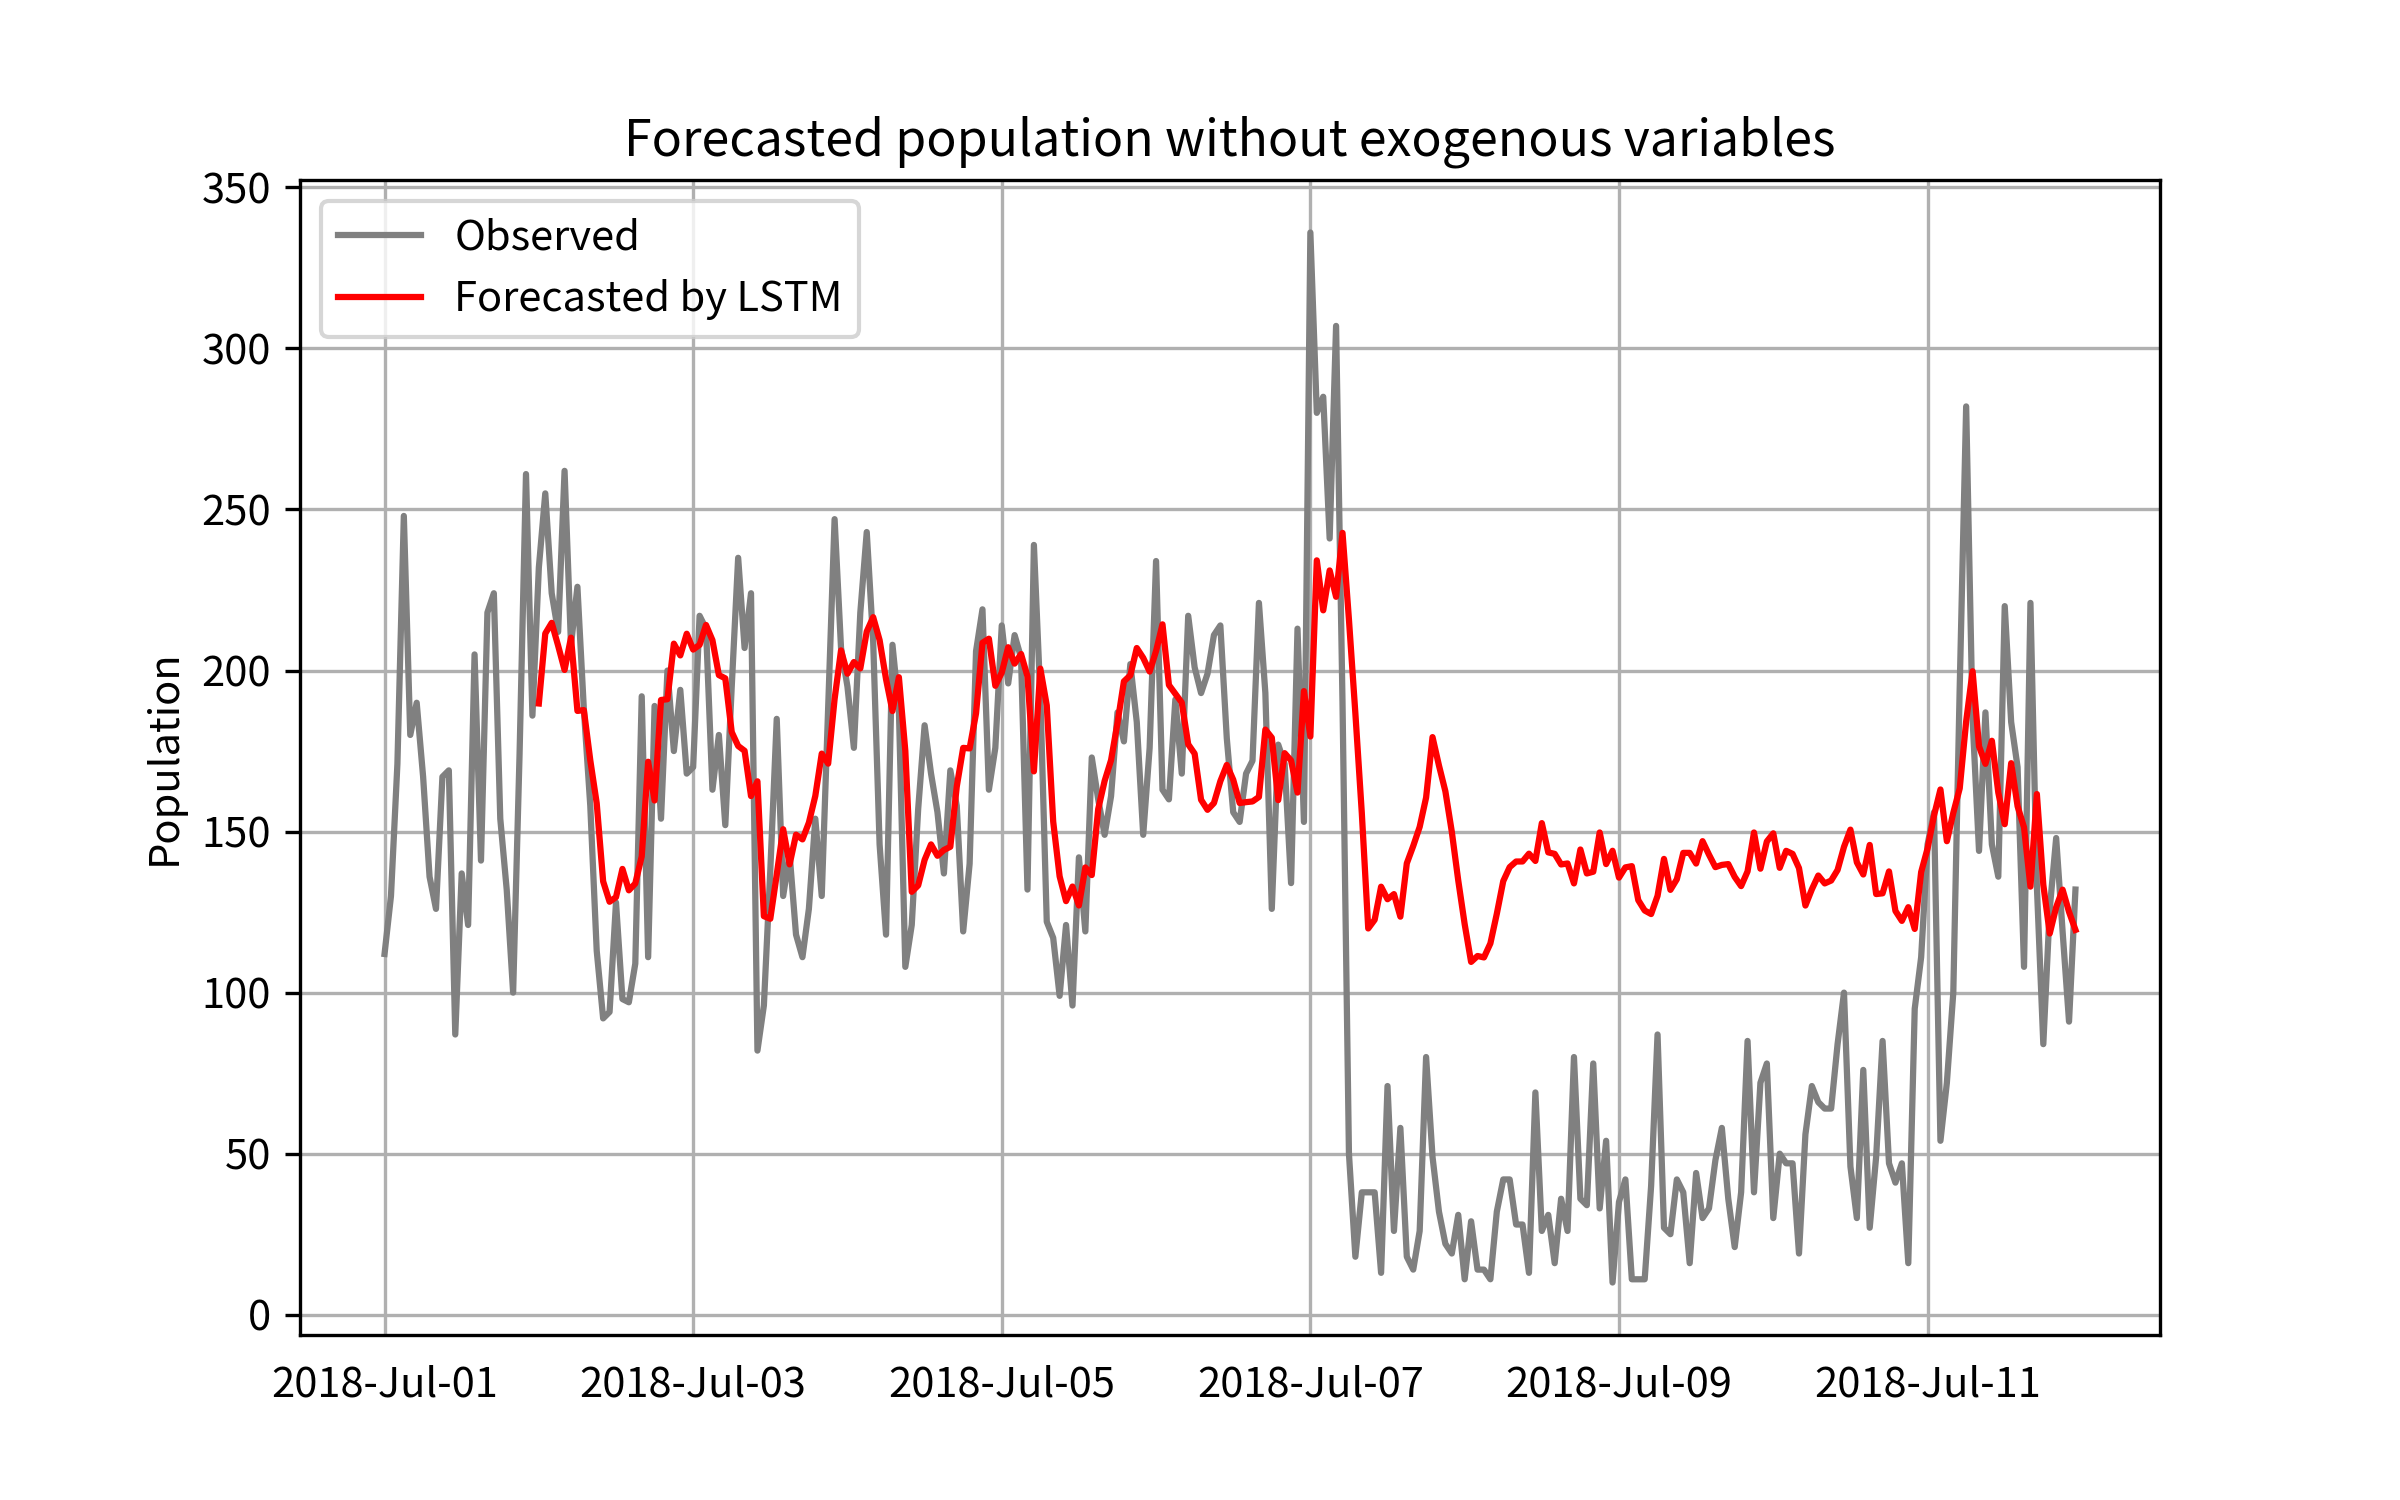 Forecasted population without exogenous variables
350
300
250
200
150
100
50
0
Population
Observed
Forecasted by LSTM
2018-Jul-01
2018-Jul-03
2018-Jul-05
2018-Jul-07
2018-Jul-09
2018-Jul-11